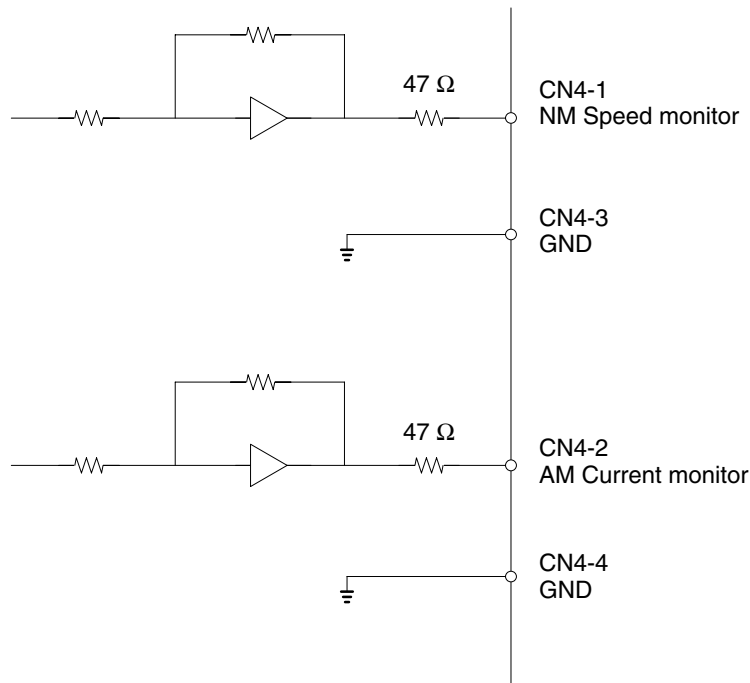 47 Ω
CN4-1
NM Speed monitor
CN4-3
GND
47 Ω
CN4-2
AM Current monitor
CN4-4
GND